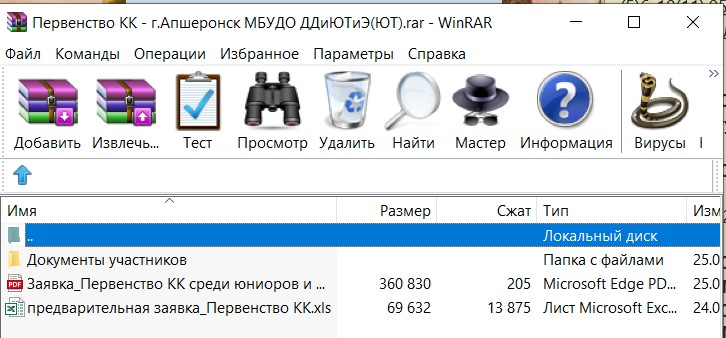 Первенство КК - г.Апшеронск МБУДО ДДиЮТиЭ(ЮТ).rar - WinRAR
Файл Команды Операции Избранное Параметры Справка
Добавить Извлечь... Тест Просмотр Удалить Найти Мастер Информация Вирусы
Имя Размер Сжат Тип Изм
.. Локальный диск
Документы участников Папка с файлами 25.0
Заявка_Первенство КК среди юниоров и ... 360 830 205 Microsoft Edge PD... 24.0
предварительная заявка_Первенство КК.xls 69 632 13 875 Лист Microsoft Exc... 24.0